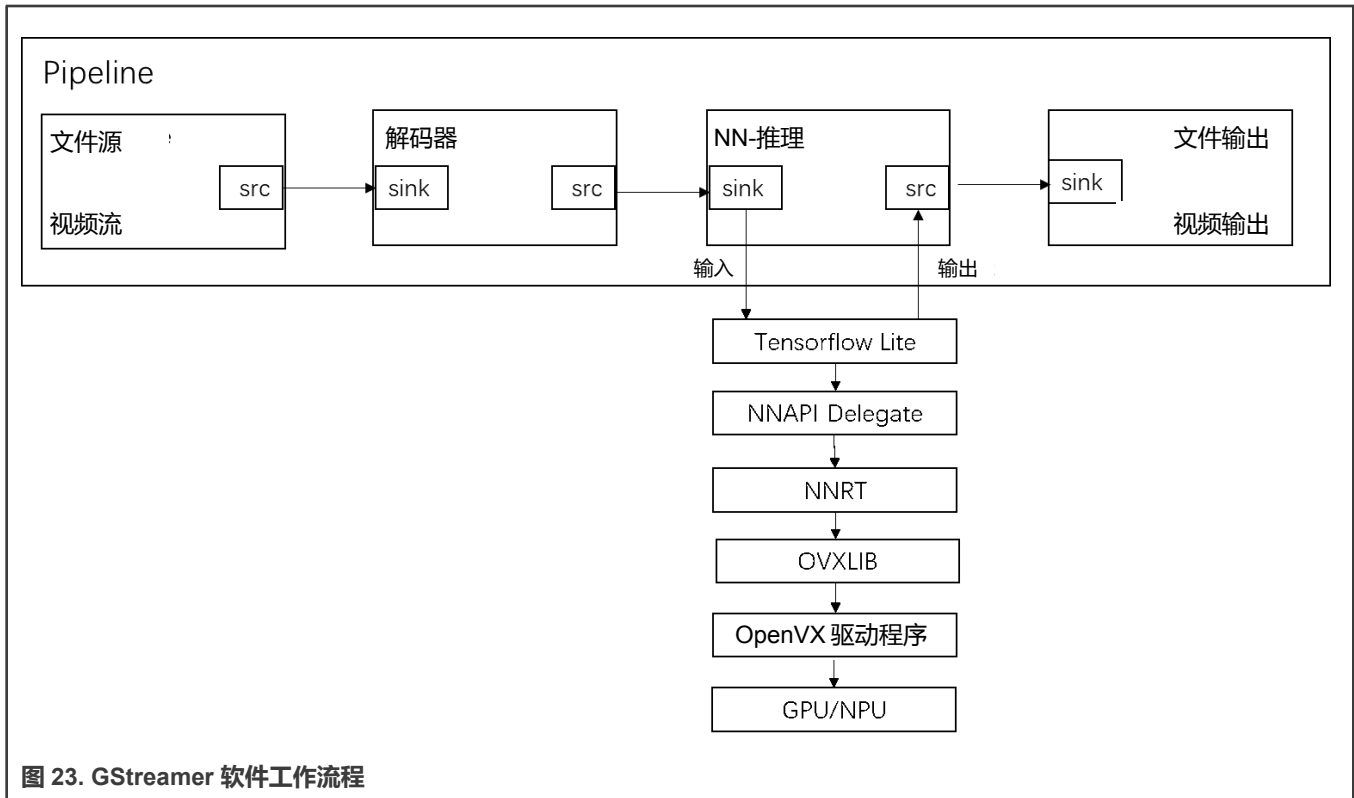 Pipeline
文件源
视频流
src
解码器
sink
src
NN-推理
sink
src
文件输出
sink
视频输出
输入
输出
Tensorflow Lite
NNAPI Delegate
NNRT
OVXLIB
OpenVX 驱动程序
GPU/NPU
图 23. GStreamer 软件工作流程